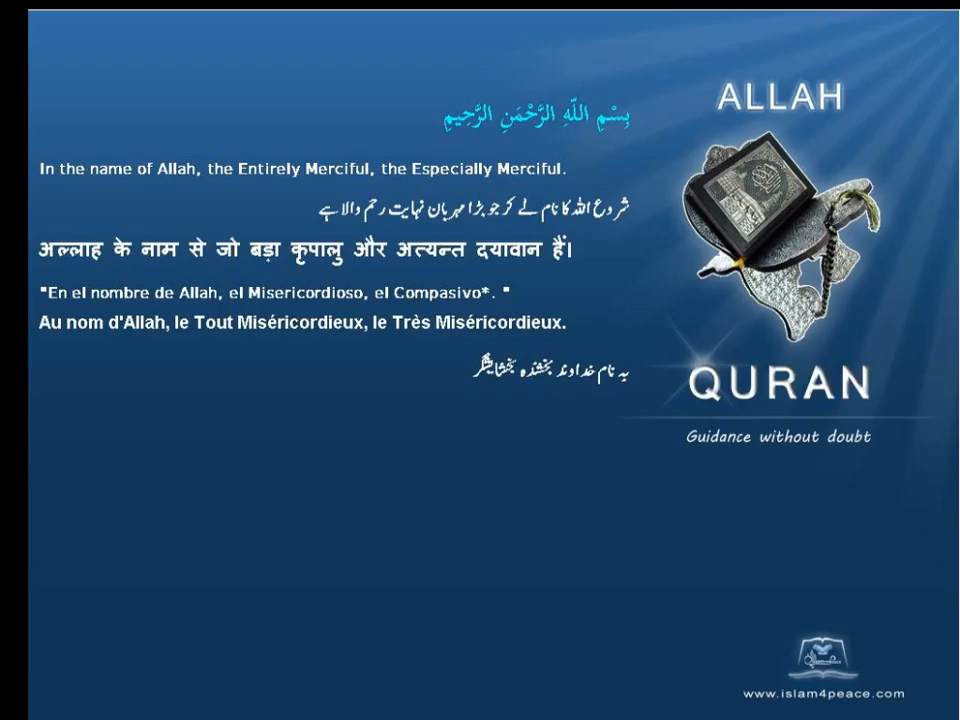 بِسْمِ اللَّهِ الرَّحْمَنِ الرَّحِيمِ
In the name of Allah, the Entirely Merciful, the Especially Merciful.
شروع اللہ کا نام لے کر جو بڑا مہربان نہایت رحم والا ہے
अल्लाह के नाम से जो बड़ा कृपालु और अत्यन्त दयावान हैं।
"En el nombre de Allah, el Misericordioso, el Compasivo*. "
Au nom d'Allah, le Tout Miséricordieux, le Très Miséricordieux.
به نام خداوند بخشنده بخشایشگر
ALLAH
QURAN
Guidance without doubt
www.islam4peace.com